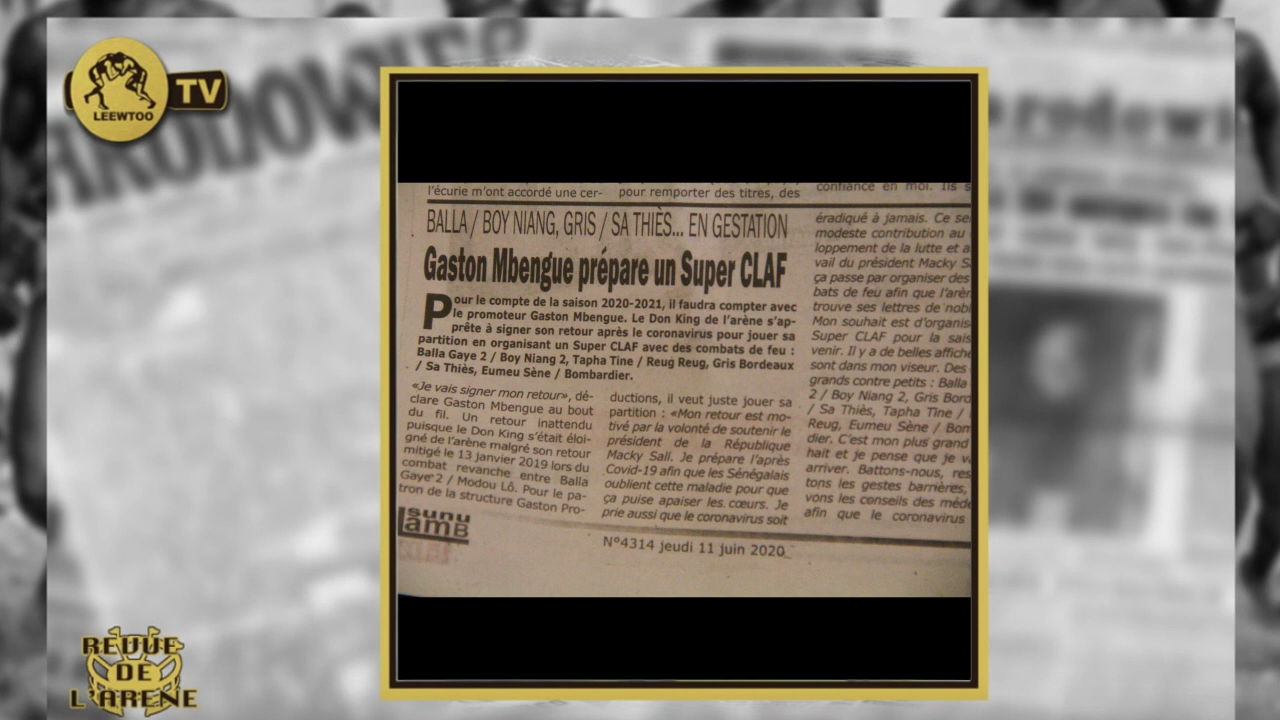 LEEWTOO
TV
l'écurie m'ont accordé une cer-
pour remporter des titres, des
confiance en moi. Ils s
BALLA / BOY NIANG, GRIS / SA THIÈS... EN GESTATION
Gaston Mbengue prépare un Super CLAF
Pour le compte de la saison 2020-2021, il faudra compter avec
le promoteur Gaston Mbengue. Le Don King de l'arène s'ap-
prête à signer son retour après le coronavirus pour jouer sa
partition en organisant un Super CLAF avec des combats de feu :
Balla Gaye 2 / Boy Niang 2, Tapha Tine / Reug Reug, Gris Bordeaux
/ Sa Thiès, Eumeu Sène / Bombardier.
«Je vais signer mon retour», dé-
clare Gaston Mbengue au bout
du fil. Un retour inattendu
puisque le Don King s'était éloi-
gné de l'arène malgré son retour
mitigé le 13 janvier 2019 lors du
combat revanche entre Balla
Gaye 2 / Modou Lô. Pour le pa-
tron de la structure Gaston Pro-
ductions, il veut juste jouer sa
partition : «Mon retour est mo-
tivé par la volonté de soutenir le
président de la République
Macky Sall. Je prépare l'après
Covid-19 afin que les Sénégalais
oublient cette maladie pour que
ça puise apaiser les cœurs. Je
prie aussi que le coronavirus soit
éradiqué à jamais. Ce se
modeste contribution au
loppement de la lutte et a
vail du président Macky S
ça passe par organiser des
bats de feu afin que l'arèn
trouve ses lettres de nobl
Mon souhait est d'organis
Super CLAF pour la sais
venir. Il y a de belles affiche
sont dans mon viseur. Des
grands contre petits : Balla
2 / Boy Niang 2, Gris Bord
/ Sa Thiès, Tapha Tine /
Reug, Eumeu Sène / Bom
dier. C'est mon plus grand
hait et je pense que je v
arriver. Battons-nous, res
tons les gestes barrières,
vons les conseils des méde
afin que le coronavirus
sunu
Lamb
N°4314 jeudi 11 juin 2020
REVUE
DE
L'ARENE